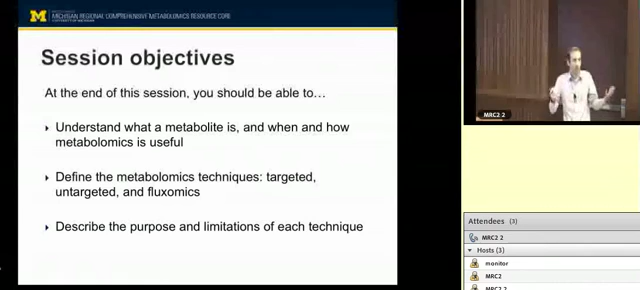 M
MICHIGAN REGIONAL COMPREHENSIVE METABOLOMICS RESOURCE CORE
Session objectives
At the end of this session, you should be able to…
Understand what a metabolite is, and when and how
metabolomics is useful
Define the metabolomics techniques: targeted,
untargeted, and fluxomics
Describe the purpose and limitations of each technique
MRC2 2
Attendees (3)
MRC2 2
Hosts (3)
monitor
MRC2
MRC2 2